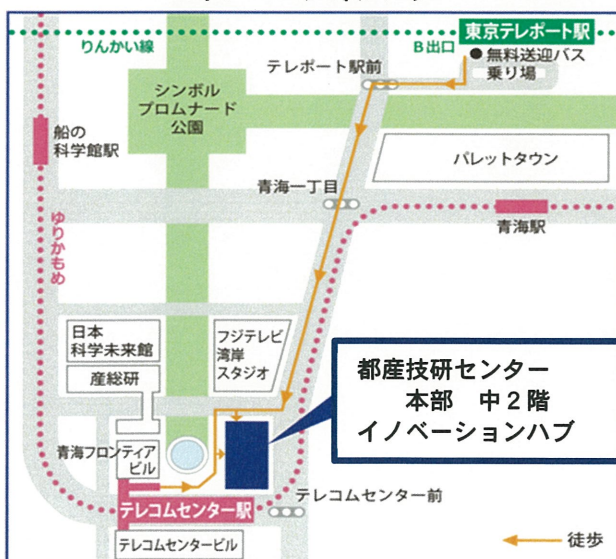 東京テレポート駅
りんかい線
B出口
●無料送迎バス
乗り場
テレポート駅前
シンボル
プロムナード
公園
船の
科学館駅
パレットタウン
青海一丁目
青海駅
ゆりかもめ
日本
科学未来館
産総研
フジテレビ
湾岸
スタジオ
都産技研センター
本部 中2階
イノベーションハブ
青海フロンティア
ビル
テレコムセンター駅
テレコムセンター前
テレコムセンタービル
徒歩